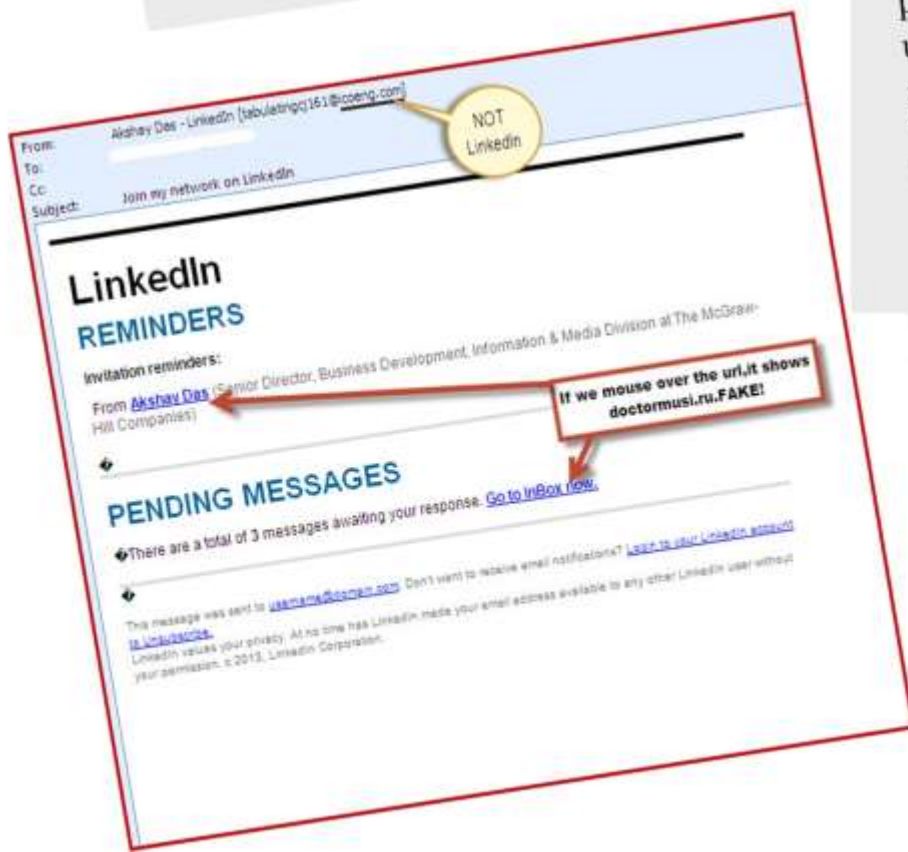 From: Akshay Das - LinkedIn [tabulatingcj161@icoeng.com]
To:
Cc:
Subject: Join my network on LinkedIn
NOT
LinkedIn
LinkedIn
REMINDERS
Invitation reminders:
From Akshay Das (Senior Director, Business Development, Information & Media Division at The McGraw-
Hill Companies)
If we mouse over the url,it shows
doctormusi.ru.FAKE!
PENDING MESSAGES
�There are a total of 3 messages awaiting your response. Go to InBox now.
This message was sent to username@domain.com. Don't want to receive email notifications? Login to your LinkedIn account
to Unsubscribe.
LinkedIn values your privacy. At no time has LinkedIn made your email address available to any other LinkedIn user without
your permission. c 2013, LinkedIn Corporation.